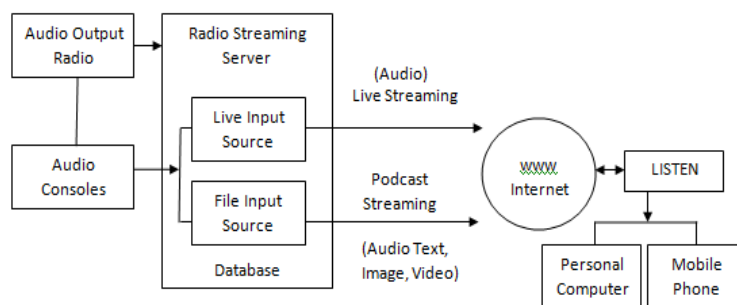 Audio Output
Radio
Radio Streaming
Server
(Audio)
Live Streaming
Live Input
Source
Audio
Consoles
File Input
Source
Podcast
Streaming
(Audio Text,
Image, Video)
Database
WWW
Internet
LISTEN
Personal
Computer
Mobile
Phone